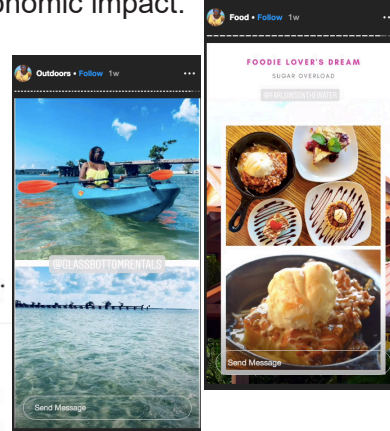 onomic impact.
Outdoors • Follow 1w
@GLASSBOTTOMRENTALS
Send Message
Food • Follow 1w
FOODIE LOVER'S DREAM
SUGAR OVERLOAD
Send Message